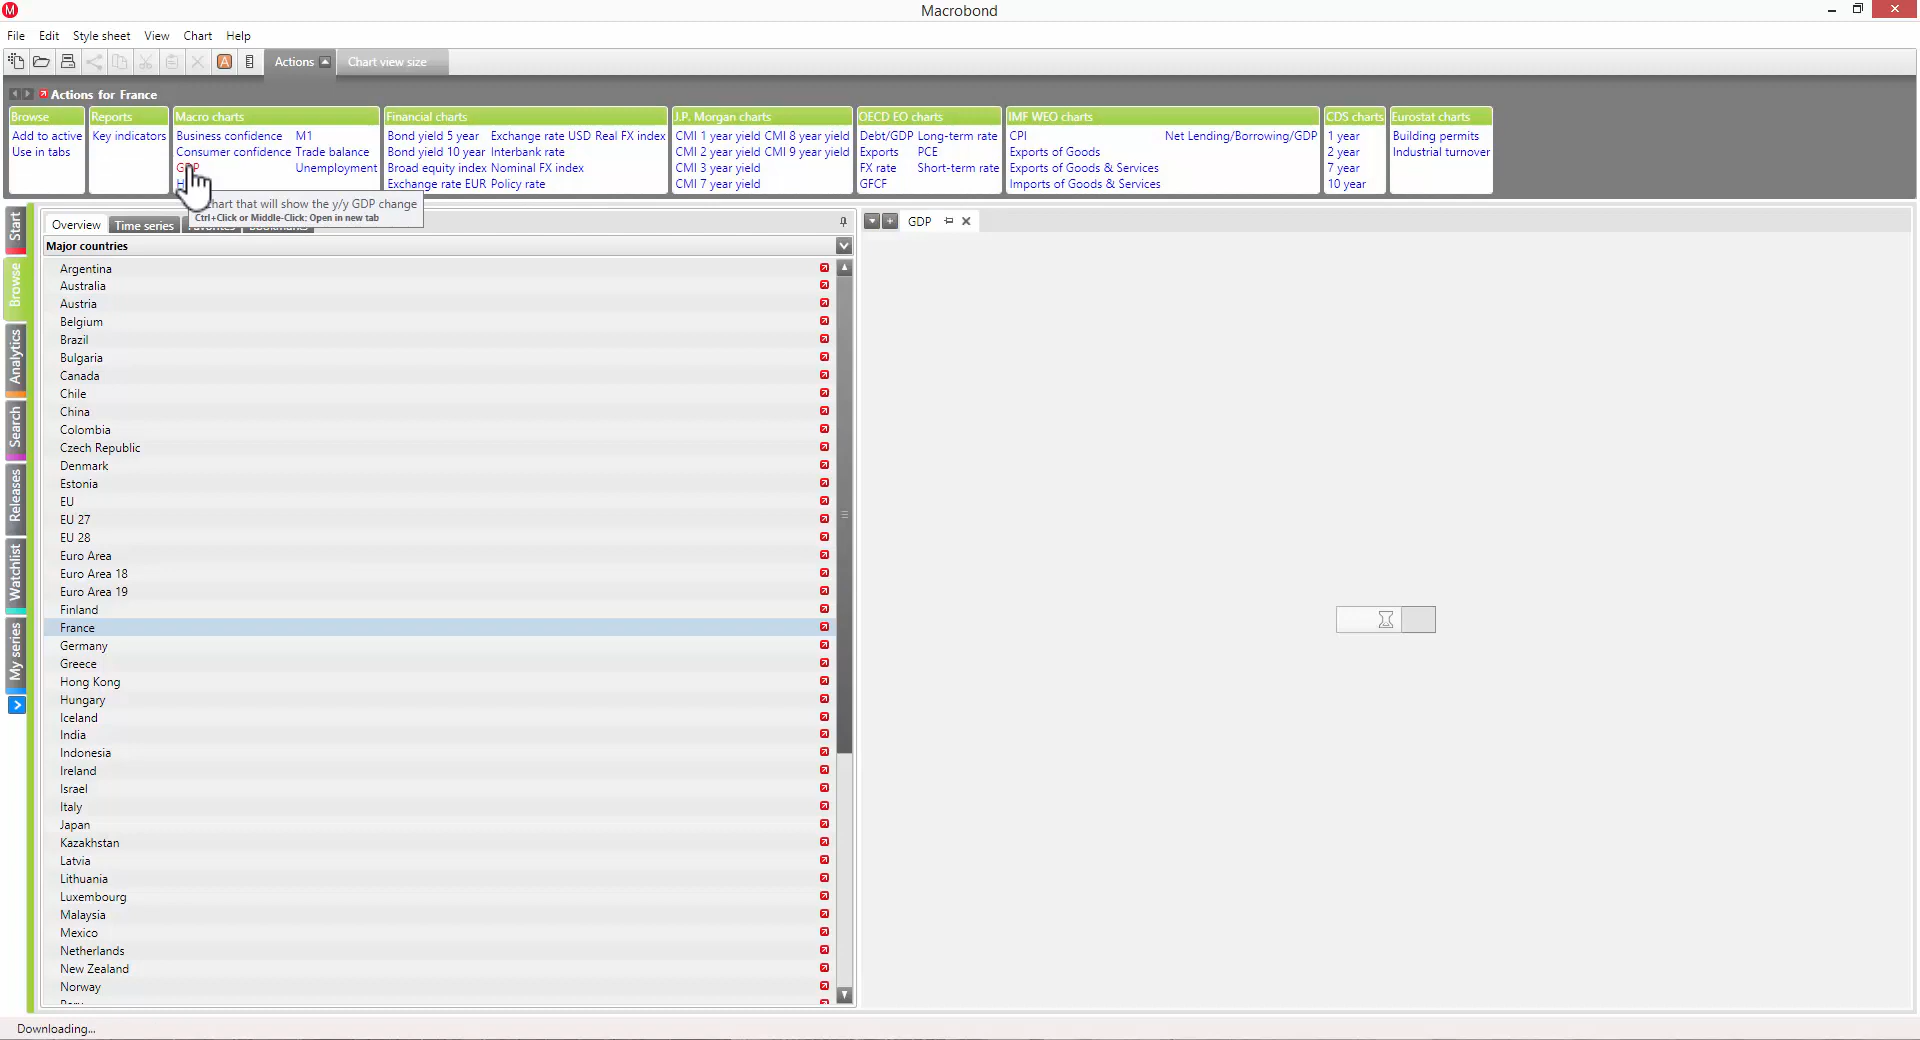 Macrobond
File Edit Style sheet View Chart Help
Actions Chart view size
Actions for France
Browse
Add to active
Use in tabs
Reports
Key indicators
Macro charts
Business confidence M1
Consumer confidence Trade balance
GDP Unemployment
Financial charts
Bond yield 5 year Exchange rate USD Real FX index
Bond yield 10 year Interbank rate
Broad equity index Nominal FX index
Exchange rate EUR Policy rate
J.P. Morgan charts
CMI 1 year yield CMI 8 year yield
CMI 2 year yield CMI 9 year yield
CMI 3 year yield
CMI 7 year yield
OECD EO charts
Debt/GDP Long-term rate
Exports PCE
FX rate Short-term rate
GFCF
IMF WEO charts
CPI Net Lending/Borrowing/GDP
Exports of Goods
Exports of Goods & Services
Imports of Goods & Services
CDS charts
1 year
2 year
7 year
10 year
Eurostat charts
Building permits
Industrial turnover
chart that will show the y/y GDP change
Ctrl+Click or Middle-Click: Open in new tab
Start
Browse
Analytics
Search
Releases
Watchlist
My series
Overview Time series Favorites Bookmarks
GDP
Major countries
Argentina
Australia
Austria
Belgium
Brazil
Bulgaria
Canada
Chile
China
Colombia
Czech Republic
Denmark
Estonia
EU
EU 27
EU 28
Euro Area
Euro Area 18
Euro Area 19
Finland
France
Germany
Greece
Hong Kong
Hungary
Iceland
India
Indonesia
Ireland
Israel
Italy
Japan
Kazakhstan
Latvia
Lithuania
Luxembourg
Malaysia
Mexico
Netherlands
New Zealand
Norway
Downloading...